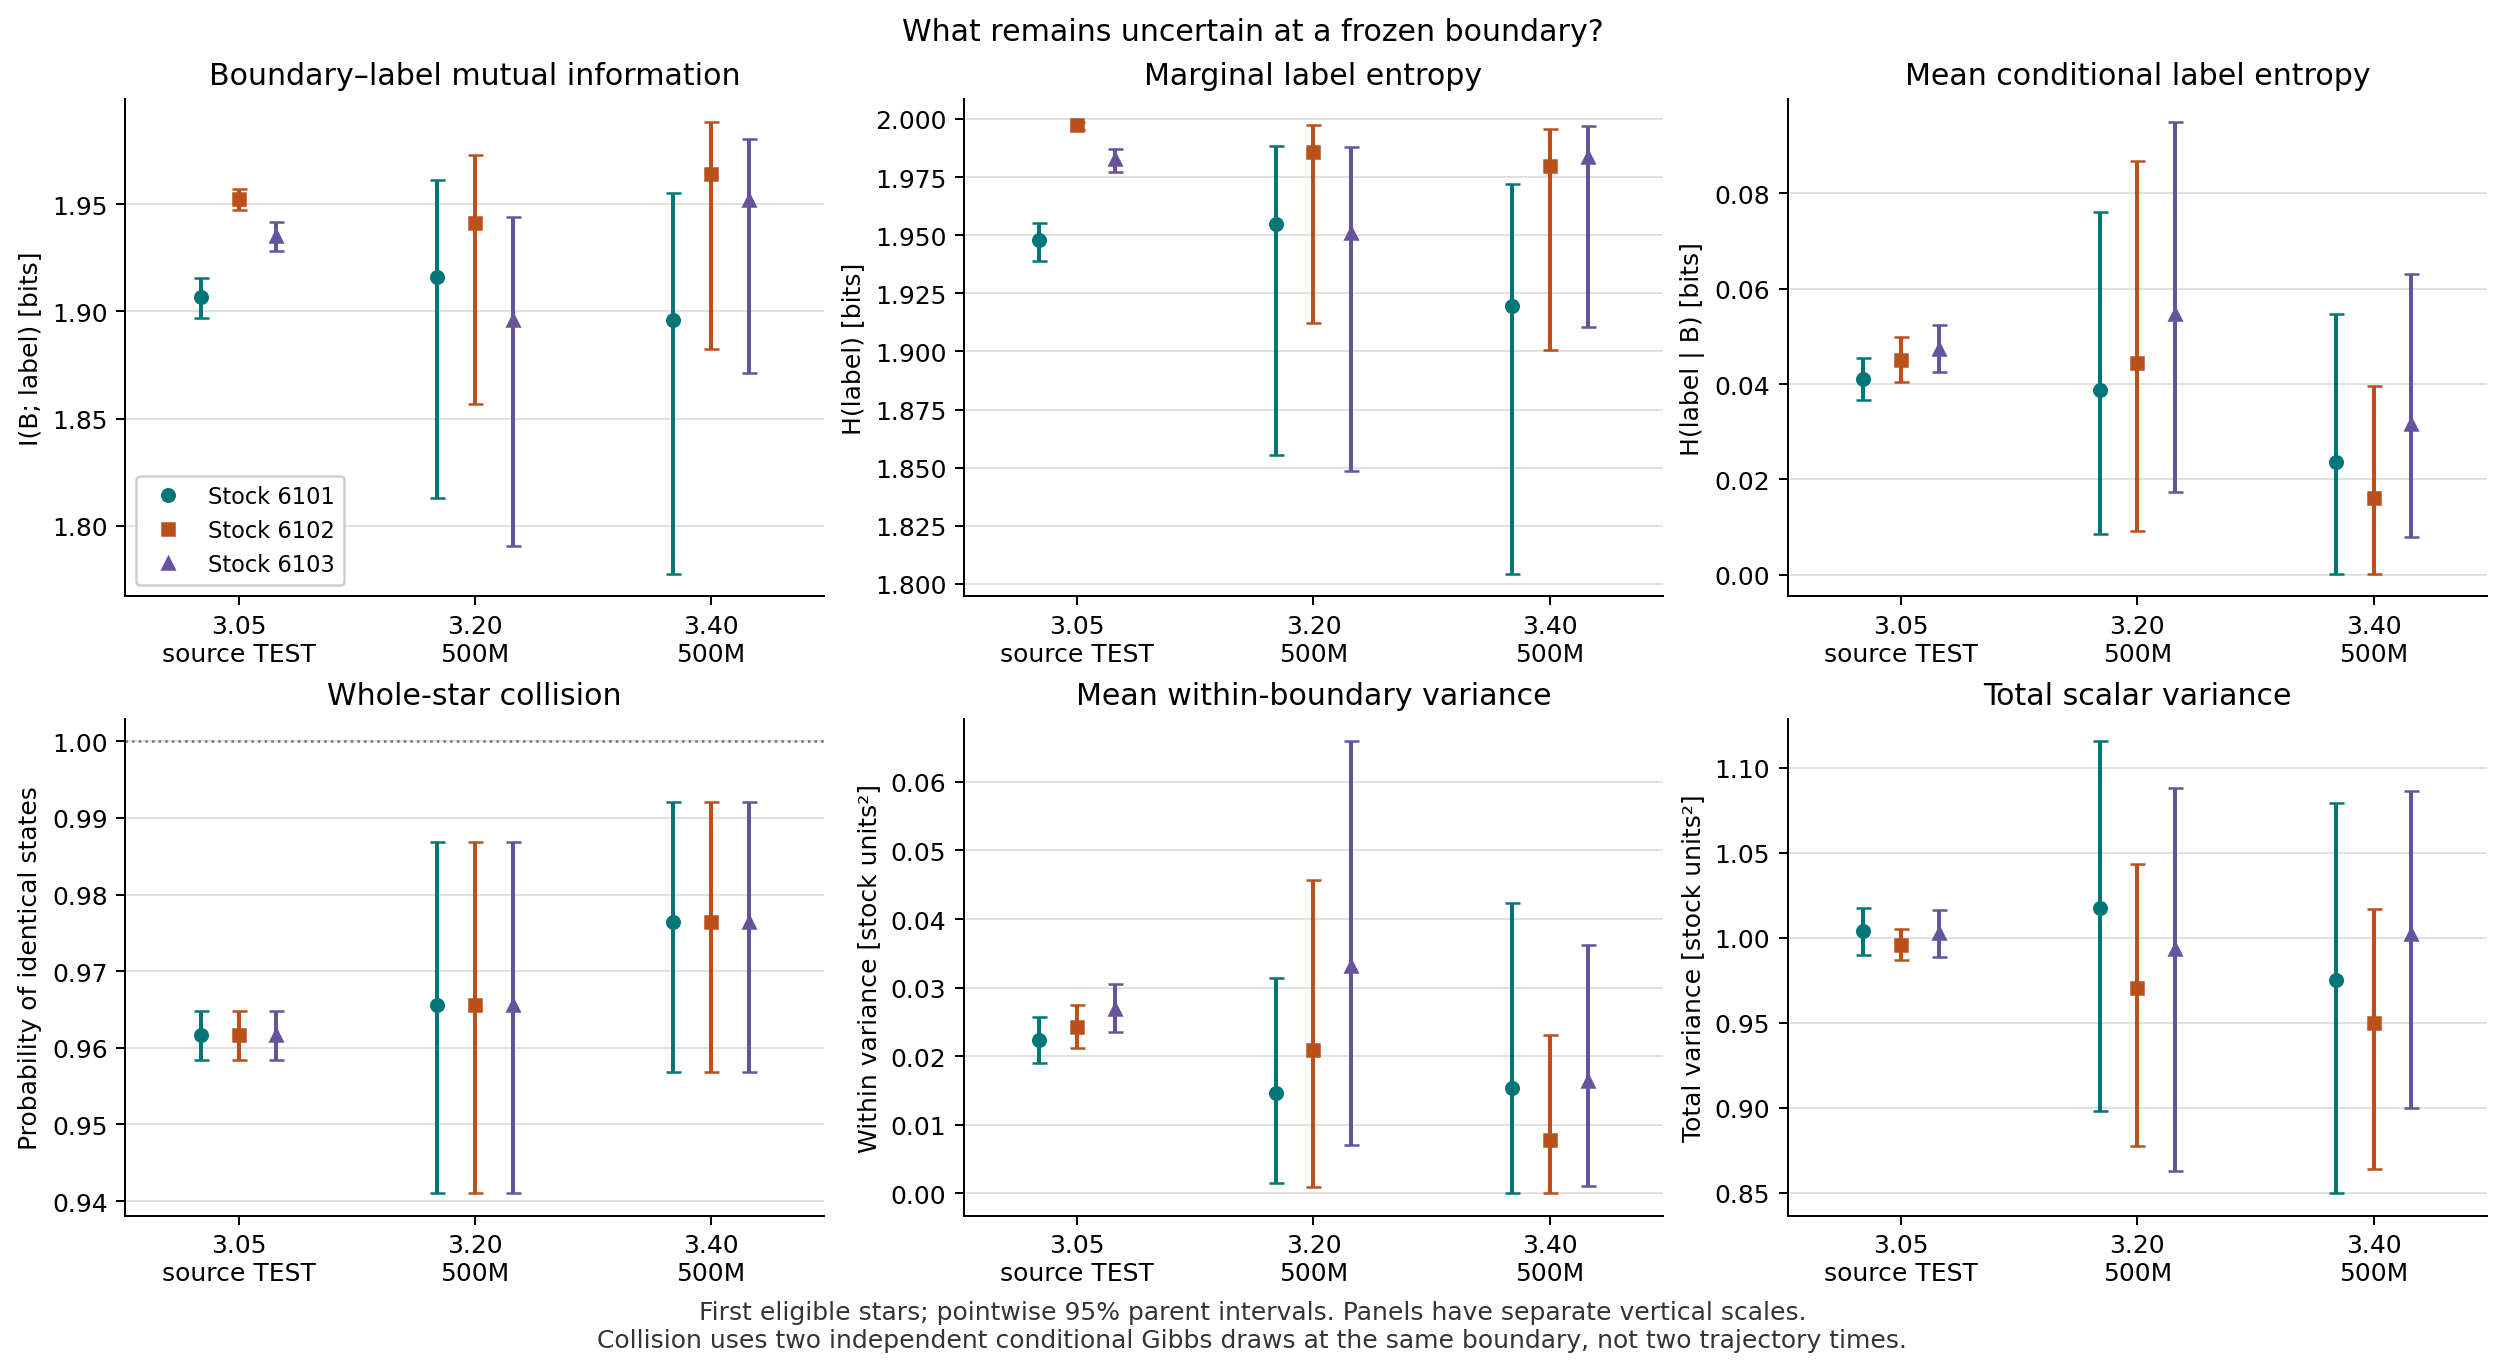 What remains uncertain at a frozen boundary?
Boundary–label mutual information
I(B; label) [bits]
1.95
1.90
1.85
1.80
Stock 6101
Stock 6102
Stock 6103
3.05
source TEST
3.20
500M
3.40
500M
Marginal label entropy
H(label) [bits]
2.000
1.975
1.950
1.925
1.900
1.875
1.850
1.825
1.800
3.05
source TEST
3.20
500M
3.40
500M
Mean conditional label entropy
H(label | B) [bits]
0.08
0.06
0.04
0.02
0.00
3.05
source TEST
3.20
500M
3.40
500M
Whole-star collision
Probability of identical states
1.00
0.99
0.98
0.97
0.96
0.95
0.94
3.05
source TEST
3.20
500M
3.40
500M
Mean within-boundary variance
Within variance [stock units²]
0.06
0.05
0.04
0.03
0.02
0.01
0.00
3.05
source TEST
3.20
500M
3.40
500M
Total scalar variance
Total variance [stock units²]
1.10
1.05
1.00
0.95
0.90
0.85
3.05
source TEST
3.20
500M
3.40
500M
First eligible stars; pointwise 95% parent intervals. Panels have separate vertical scales.
Collision uses two independent conditional Gibbs draws at the same boundary, not two trajectory times.